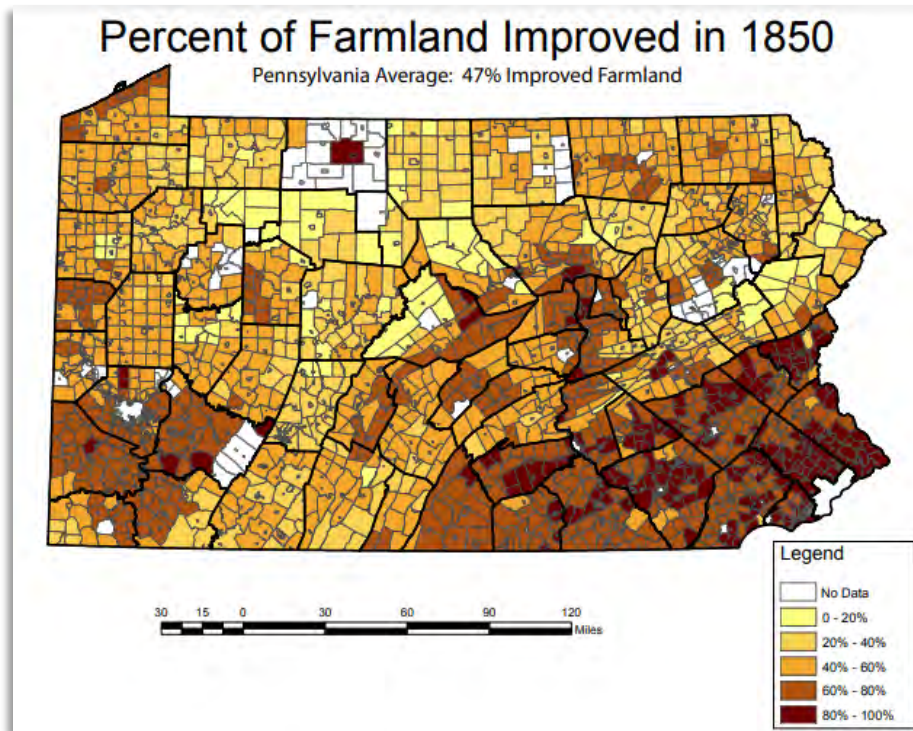 Percent of Farmland Improved in 1850
Pennsylvania Average: 47% Improved Farmland
30 15 0 30 60 90 120
Miles
Legend
No Data
0 - 20%
20% - 40%
40% - 60%
60% - 80%
80% - 100%